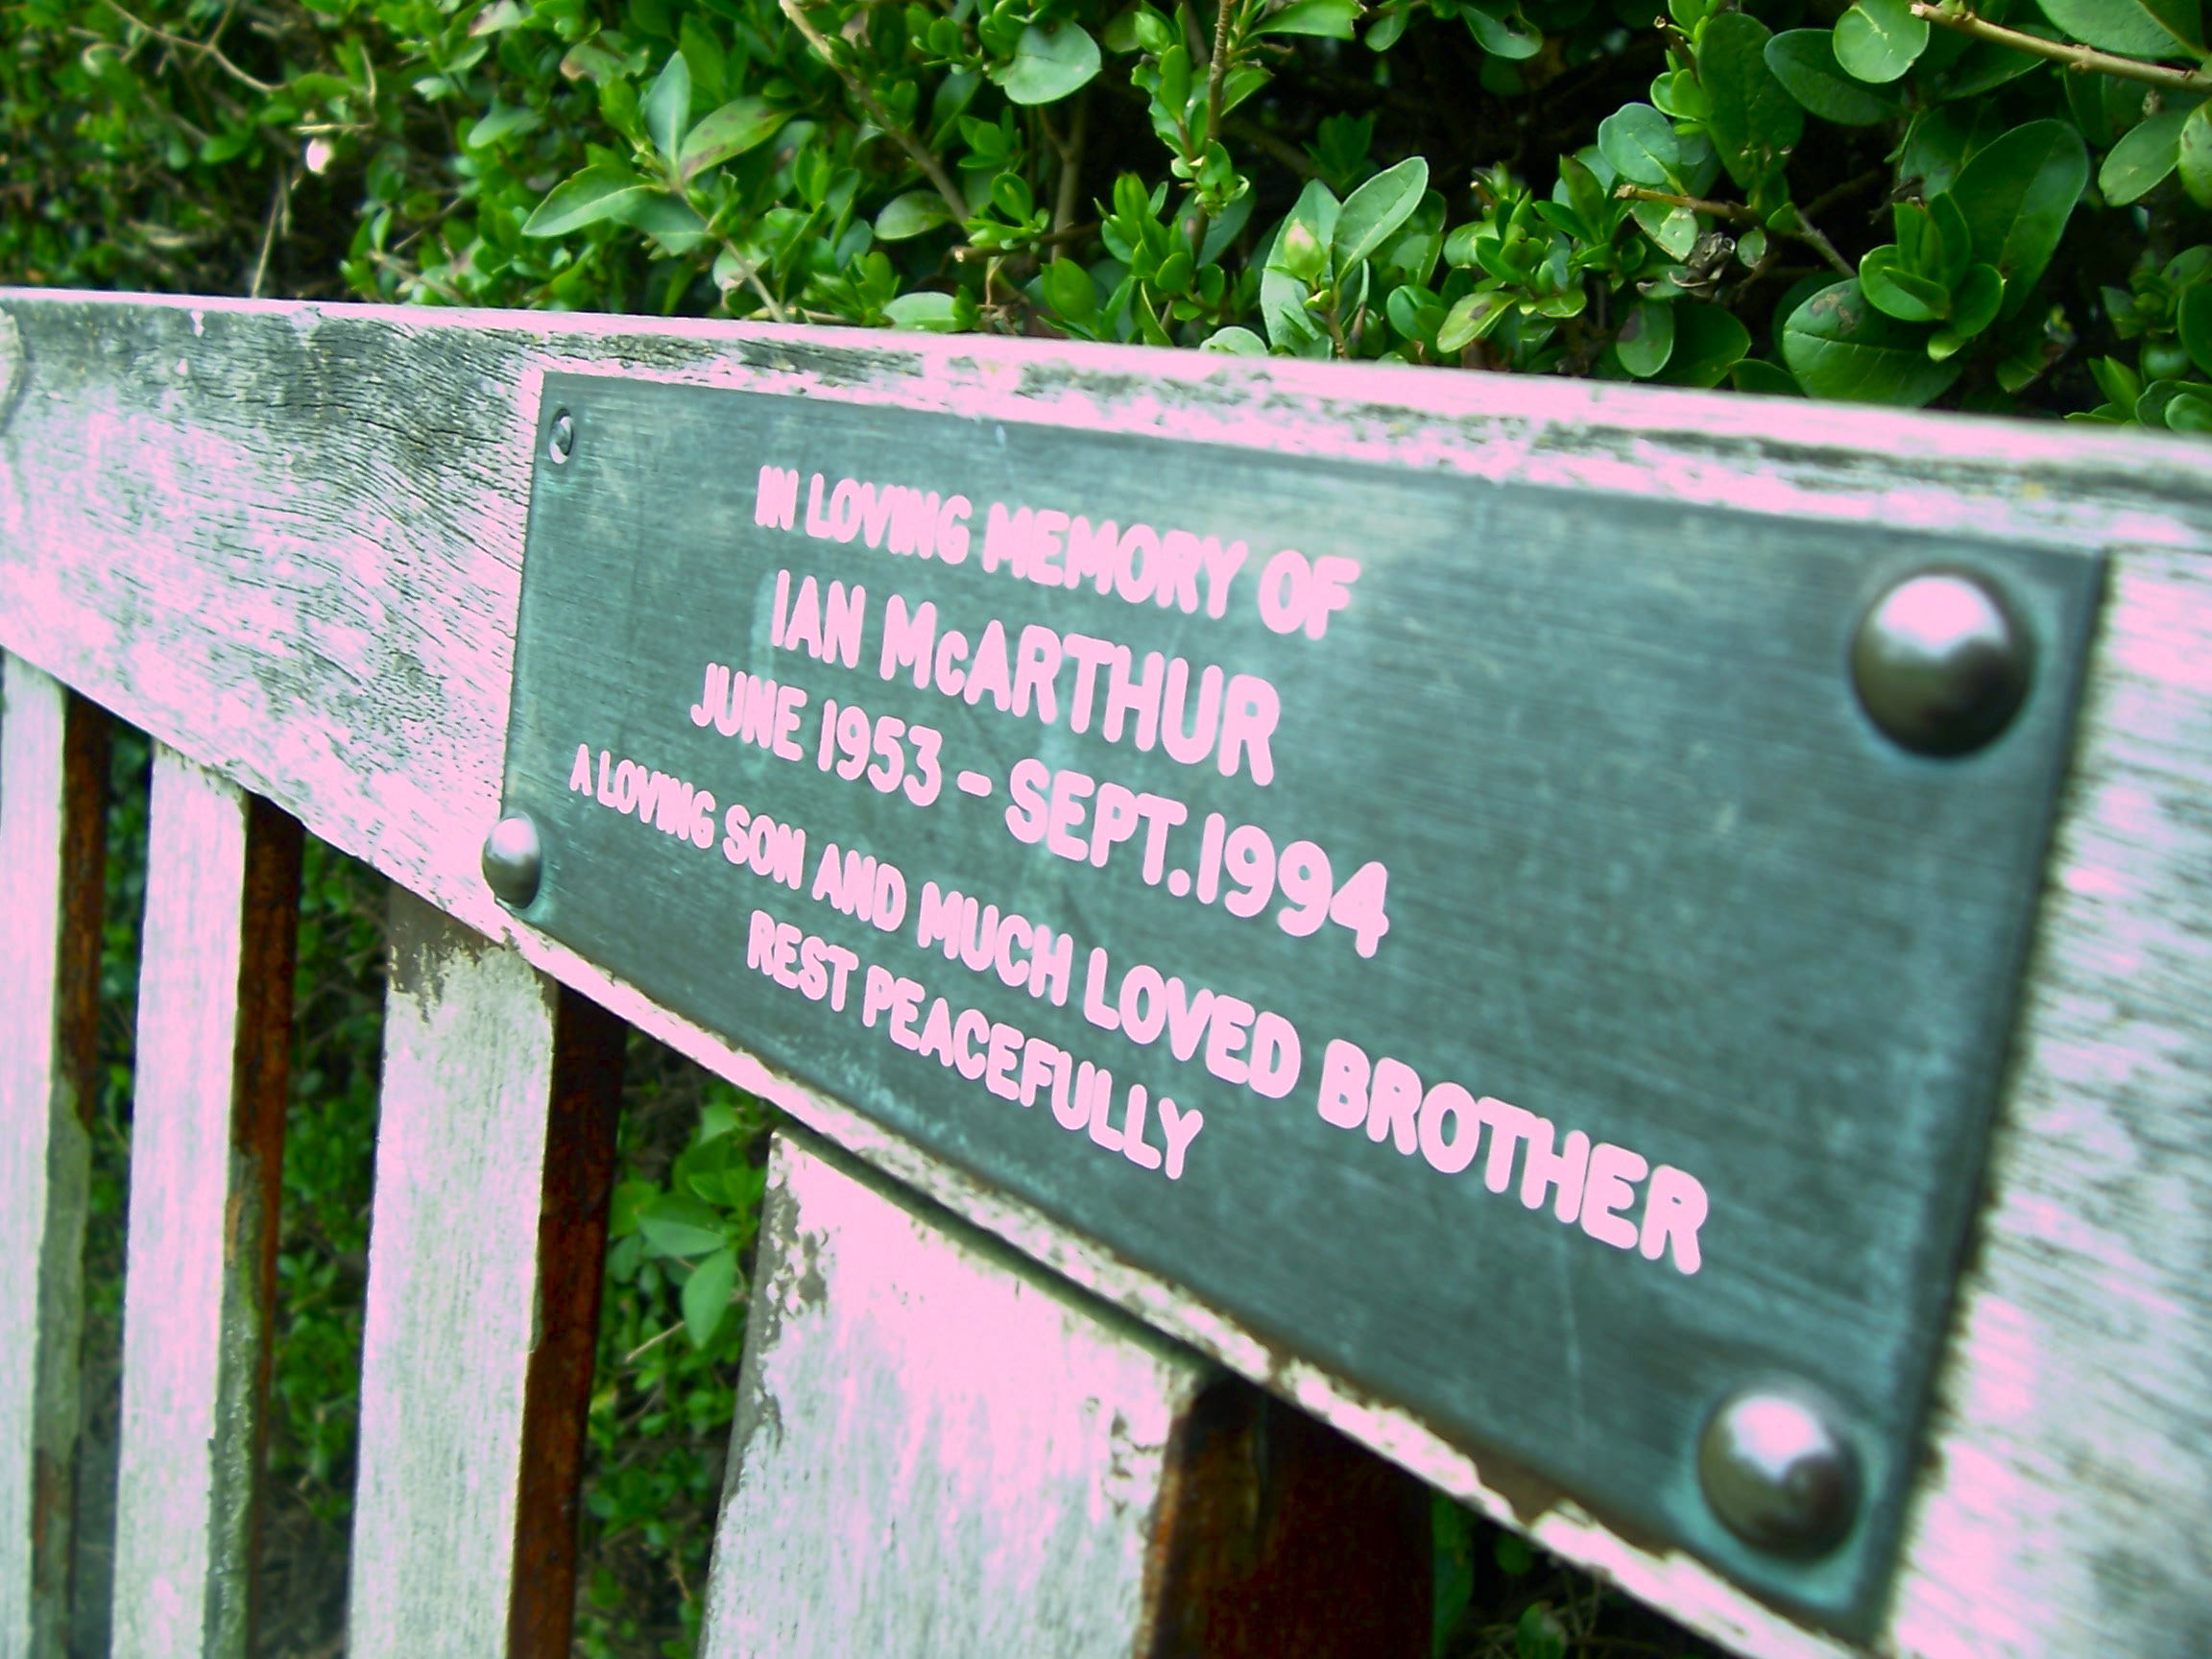 IN LOVING MEMORY OF
IAN McARTHUR
JUNE 1953 - SEPT.1994
A LOVING SON AND MUCH LOVED BROTHER
REST PEACEFULLY